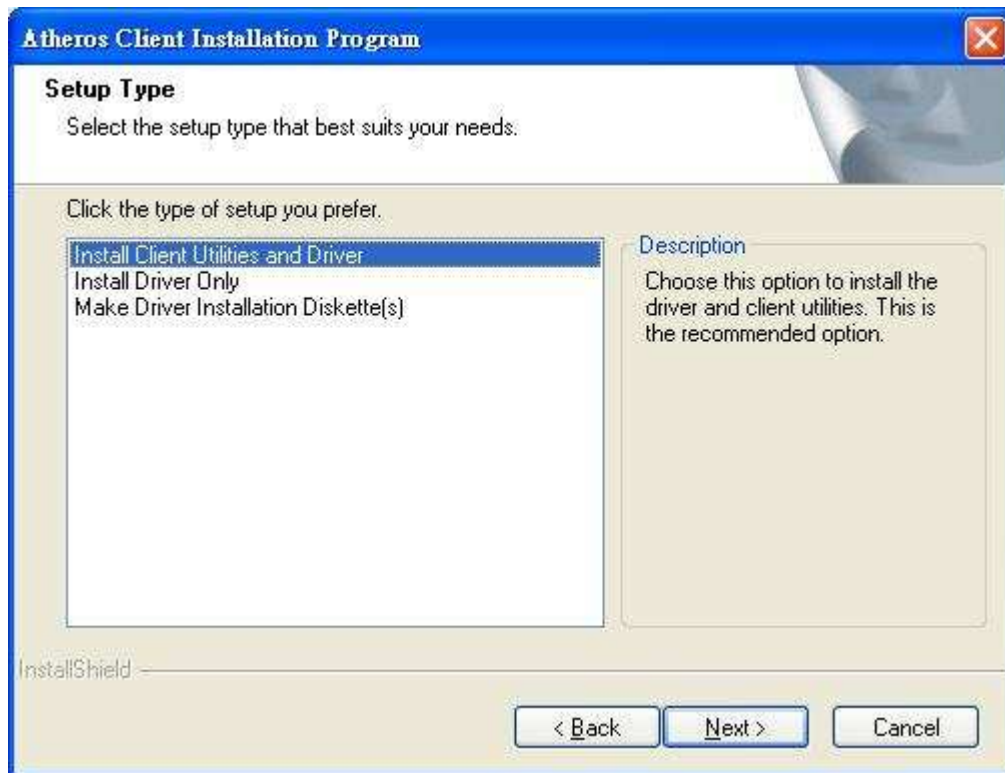 Atheros Client Installation Program
Setup Type
Select the setup type that best suits your needs.
Click the type of setup you prefer.
Install Client Utilities and Driver
Install Driver Only
Make Driver Installation Diskette(s)
Description
Choose this option to install the
driver and client utilities. This is
the recommended option.
InstallShield
< Back
Next >
Cancel